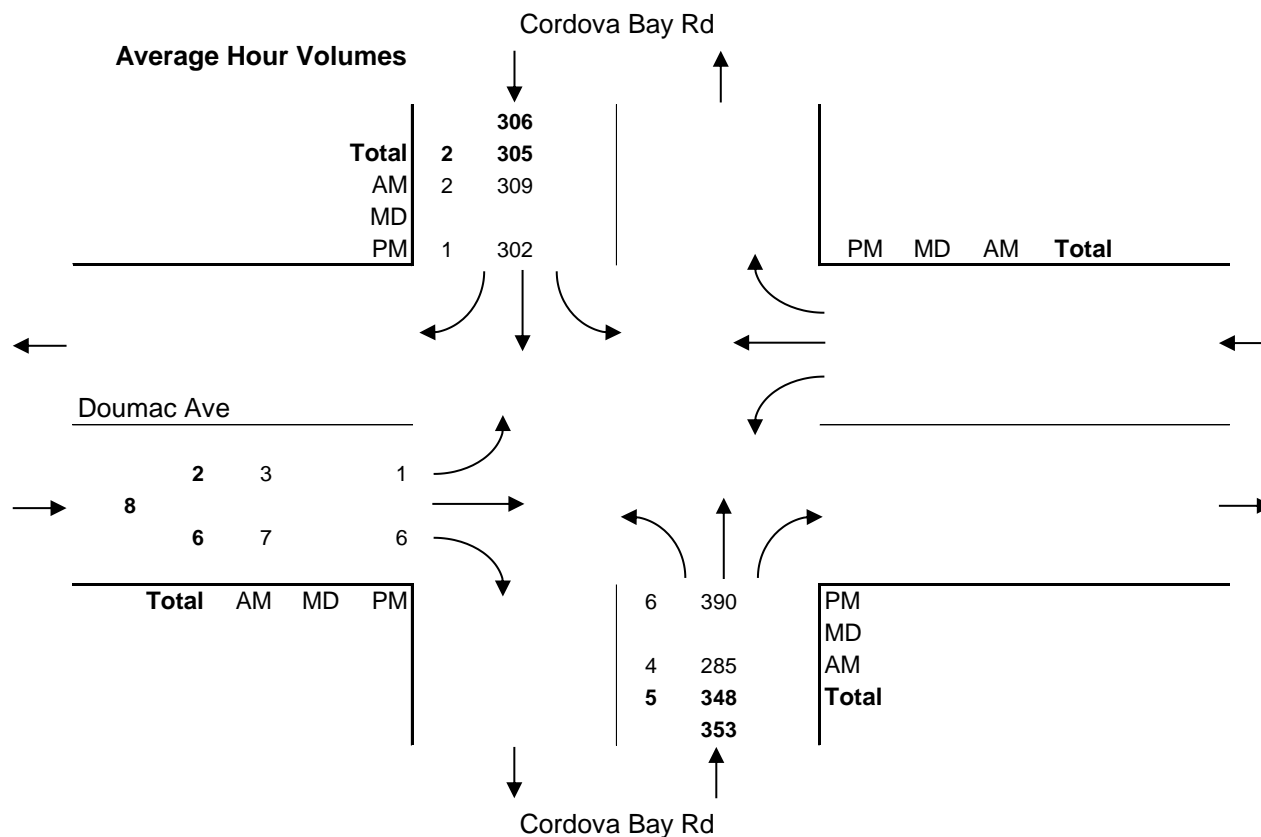 Cordova Bay Rd
Average Hour Volumes
306
Total 2 305
AM 2 309
MD
PM 1 302
PM MD AM Total
Doumac Ave
2 3 1
8
6 7 6
Total AM MD PM
6 390 PM
MD
4 285 AM
5 348 Total
353
Cordova Bay Rd